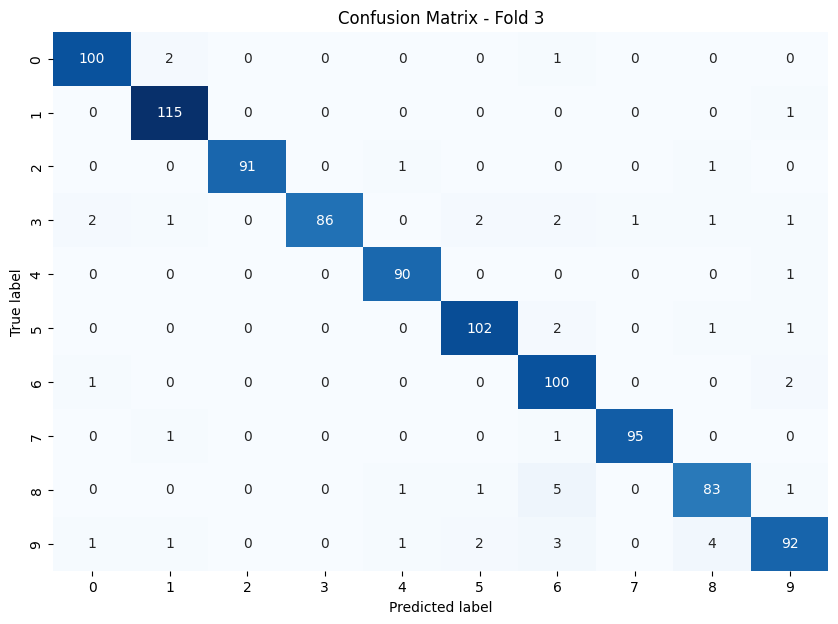 Confusion Matrix - Fold 3
0 100 2 0 0 0 0 1 0 0 0
1 0 115 0 0 0 0 0 0 0 1
2 0 0 91 0 1 0 0 0 1 0
3 2 1 0 86 0 2 2 1 1 1
4 0 0 0 0 90 0 0 0 0 1
5 0 0 0 0 0 102 2 0 1 1
6 1 0 0 0 0 0 100 0 0 2
7 0 1 0 0 0 0 1 95 0 0
8 0 0 0 0 1 1 5 0 83 1
9 1 1 0 0 1 2 3 0 4 92
0 1 2 3 4 5 6 7 8 9
Predicted label
True label